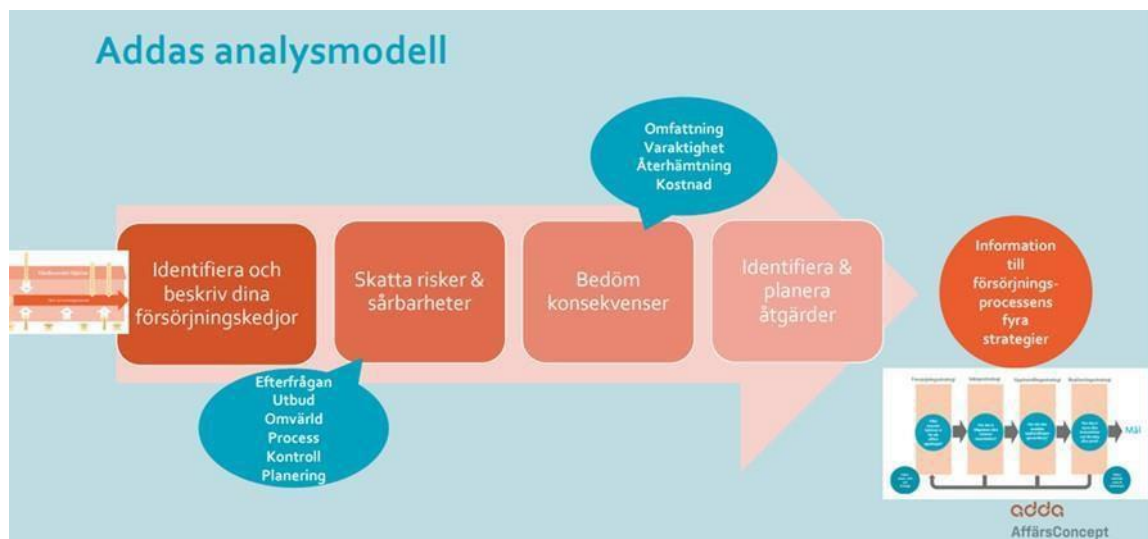 Addas analysmodell
Omfattning
Varaktighet
Återhämtning
Kostnad
Identifiera och
beskriv dina
försörjningskedjor
Skatta risker &
sårbarheter
Bedöm
konsekvenser
Identifiera &
planera
åtgärder
Information
till
försörjnings-
processens
fyra
strategier
Efterfrågan
Utbud
Omvärld
Process
Kontroll
Planering
Mål
adda
AffärsConcept